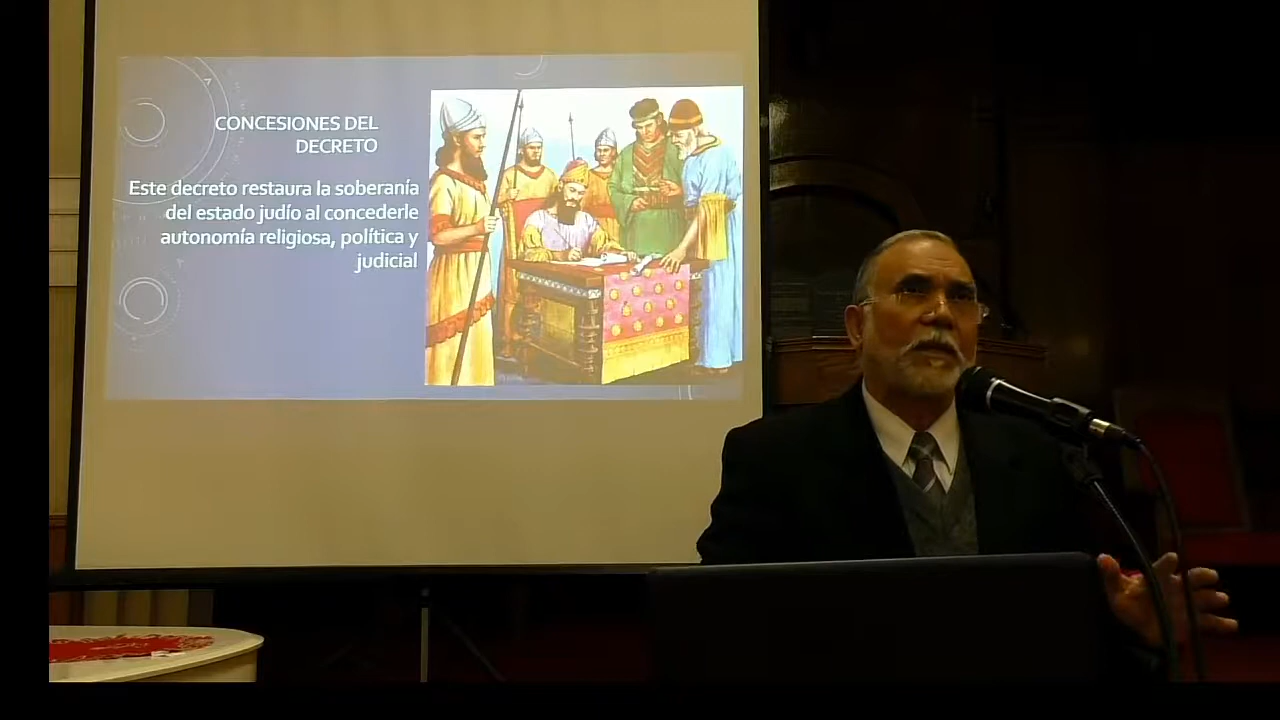 CONCESIONES DEL
DECRETO
Este decreto restaura la soberanía
del estado judío al concederle
autonomía religiosa, política y
judicial